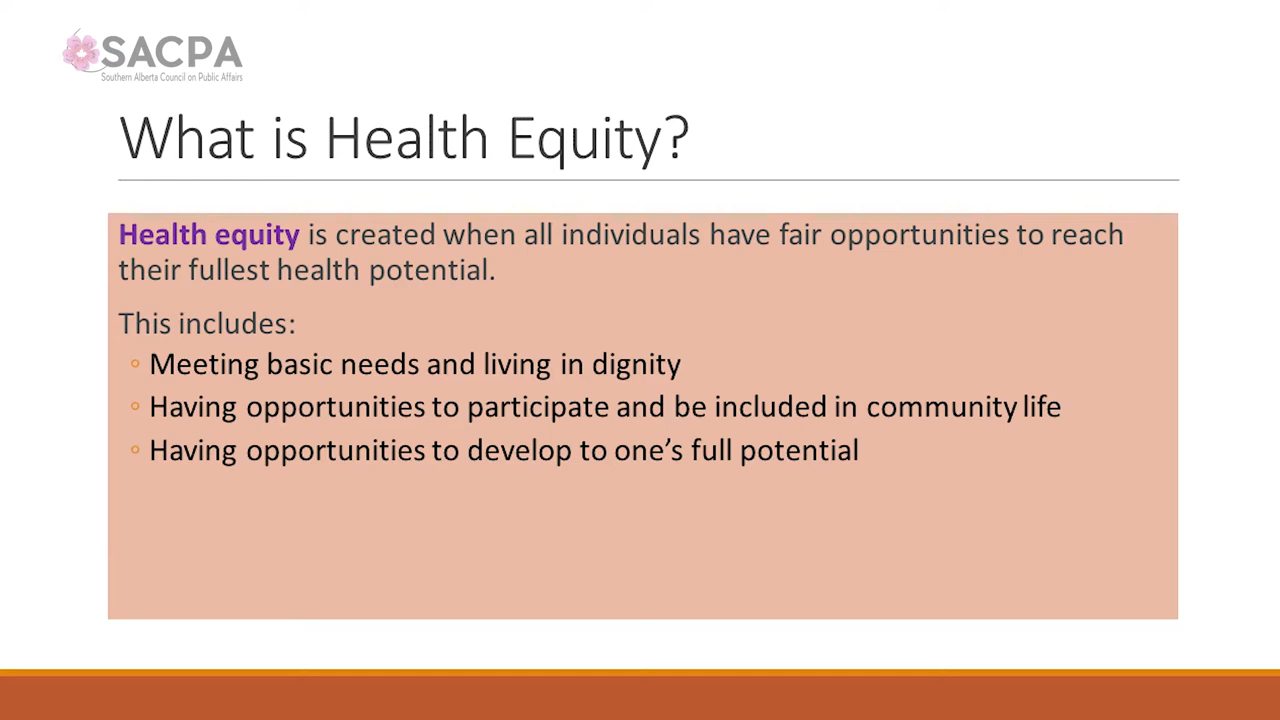 SACPA
Southern Alberta Council on Public Affairs
What is Health Equity?
Health equity is created when all individuals have fair opportunities to reach
their fullest health potential.
This includes:
◦ Meeting basic needs and living in dignity
◦ Having opportunities to participate and be included in community life
◦ Having opportunities to develop to one’s full potential